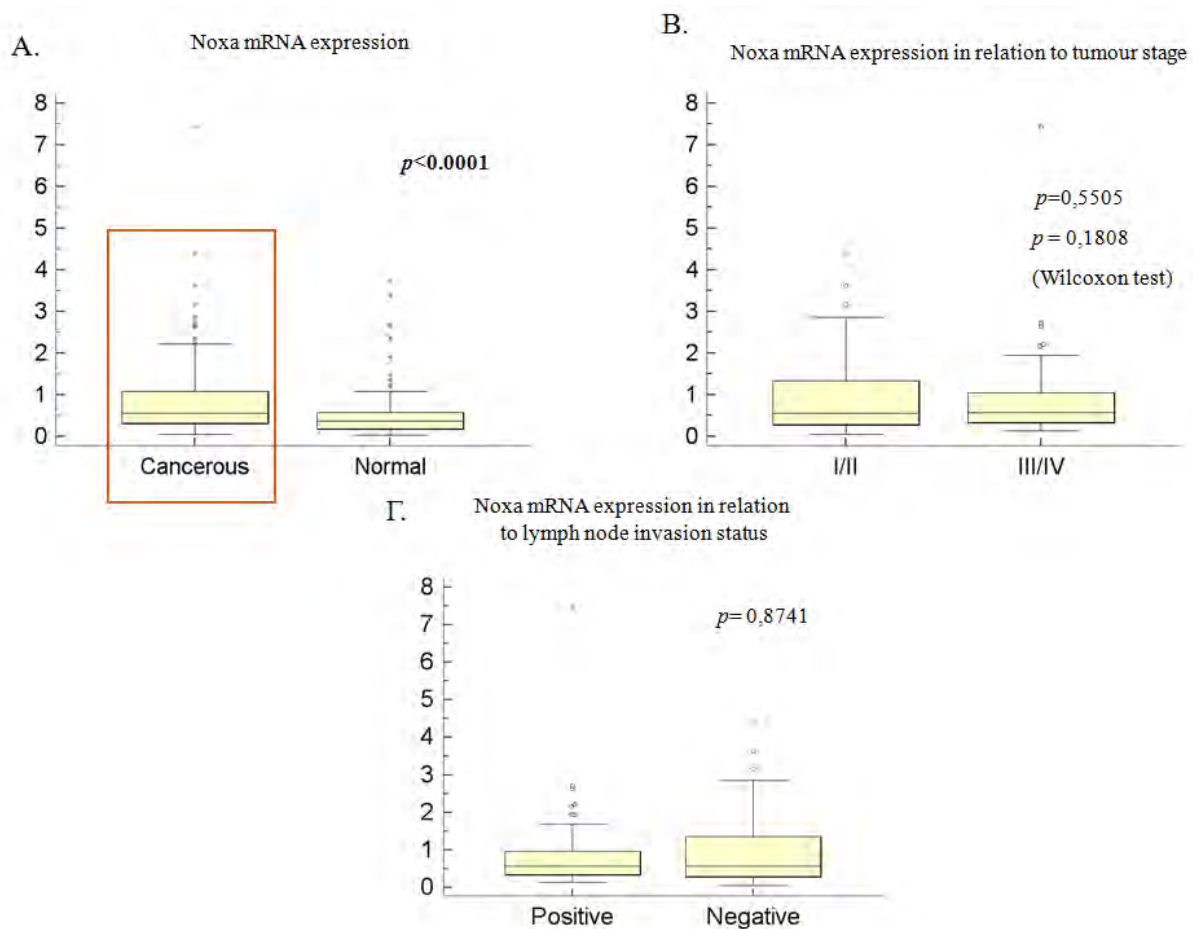 A.
Noxa mRNA expression
8
7
6
5
4
3
2
1
0
p<0.0001
Cancerous
Normal
B.
Noxa mRNA expression in relation to tumour stage
8
7
6
5
4
3
2
1
0
p=0,5505
p = 0,1808
(Wilcoxon test)
I/II
III/IV
Γ.
Noxa mRNA expression in relation
to lymph node invasion status
8
7
6
5
4
3
2
1
0
p= 0,8741
Positive
Negative